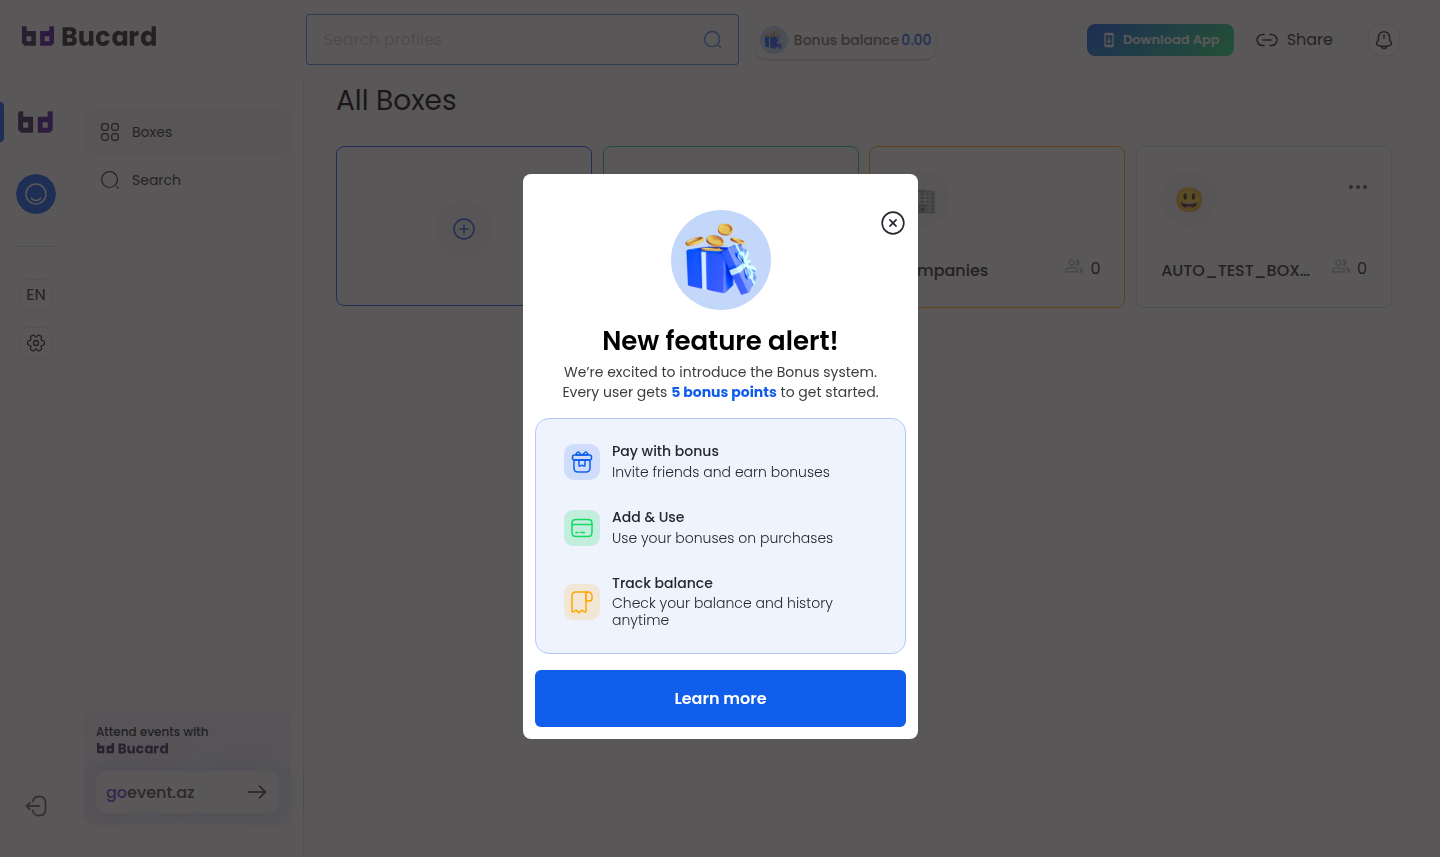 bd Bucard
Search profiles
Bonus balance 0.00
Download App
Share
All Boxes
bd
Boxes
Search
EN
mpanies
0
AUTO_TEST_BOX...
0
New feature alert!
We’re excited to introduce the Bonus system.
Every user gets 5 bonus points to get started.
Pay with bonus
Invite friends and earn bonuses
Add & Use
Use your bonuses on purchases
Track balance
Check your balance and history
anytime
Learn more
Attend events with
bd Bucard
goevent.az